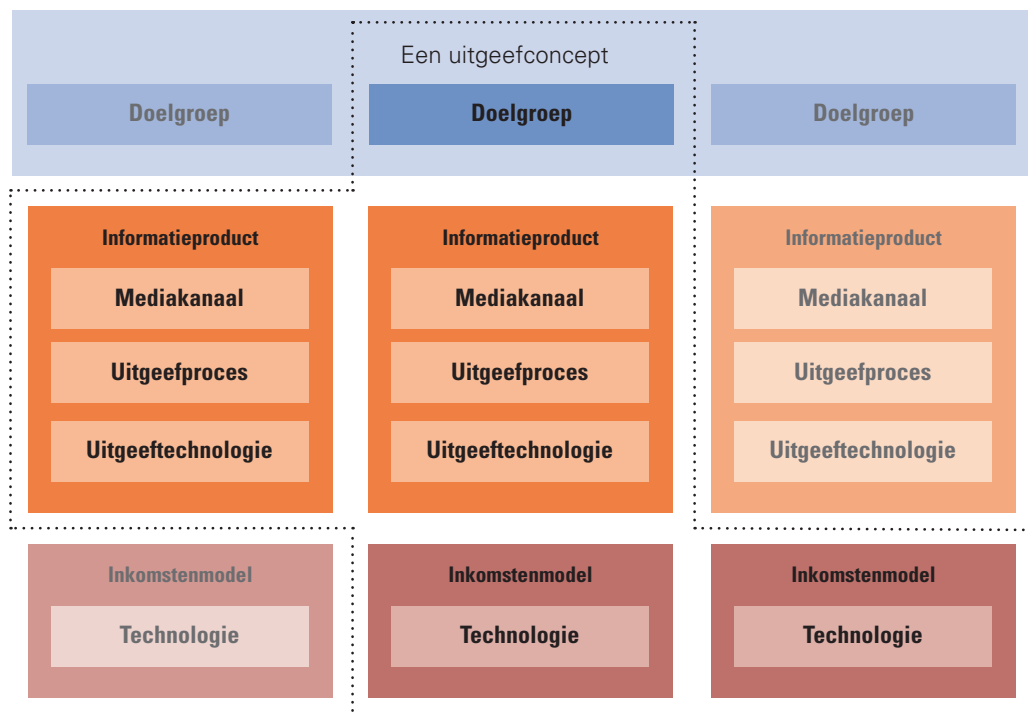 Een uitgeefconcept
Doelgroep
Doelgroep
Doelgroep
Informatieproduct
Mediakanaal
Uitgeefproces
Uitgeeftechnologie
Informatieproduct
Mediakanaal
Uitgeefproces
Uitgeeftechnologie
Informatieproduct
Mediakanaal
Uitgeefproces
Uitgeeftechnologie
Inkomstenmodel
Technologie
Inkomstenmodel
Technologie
Inkomstenmodel
Technologie